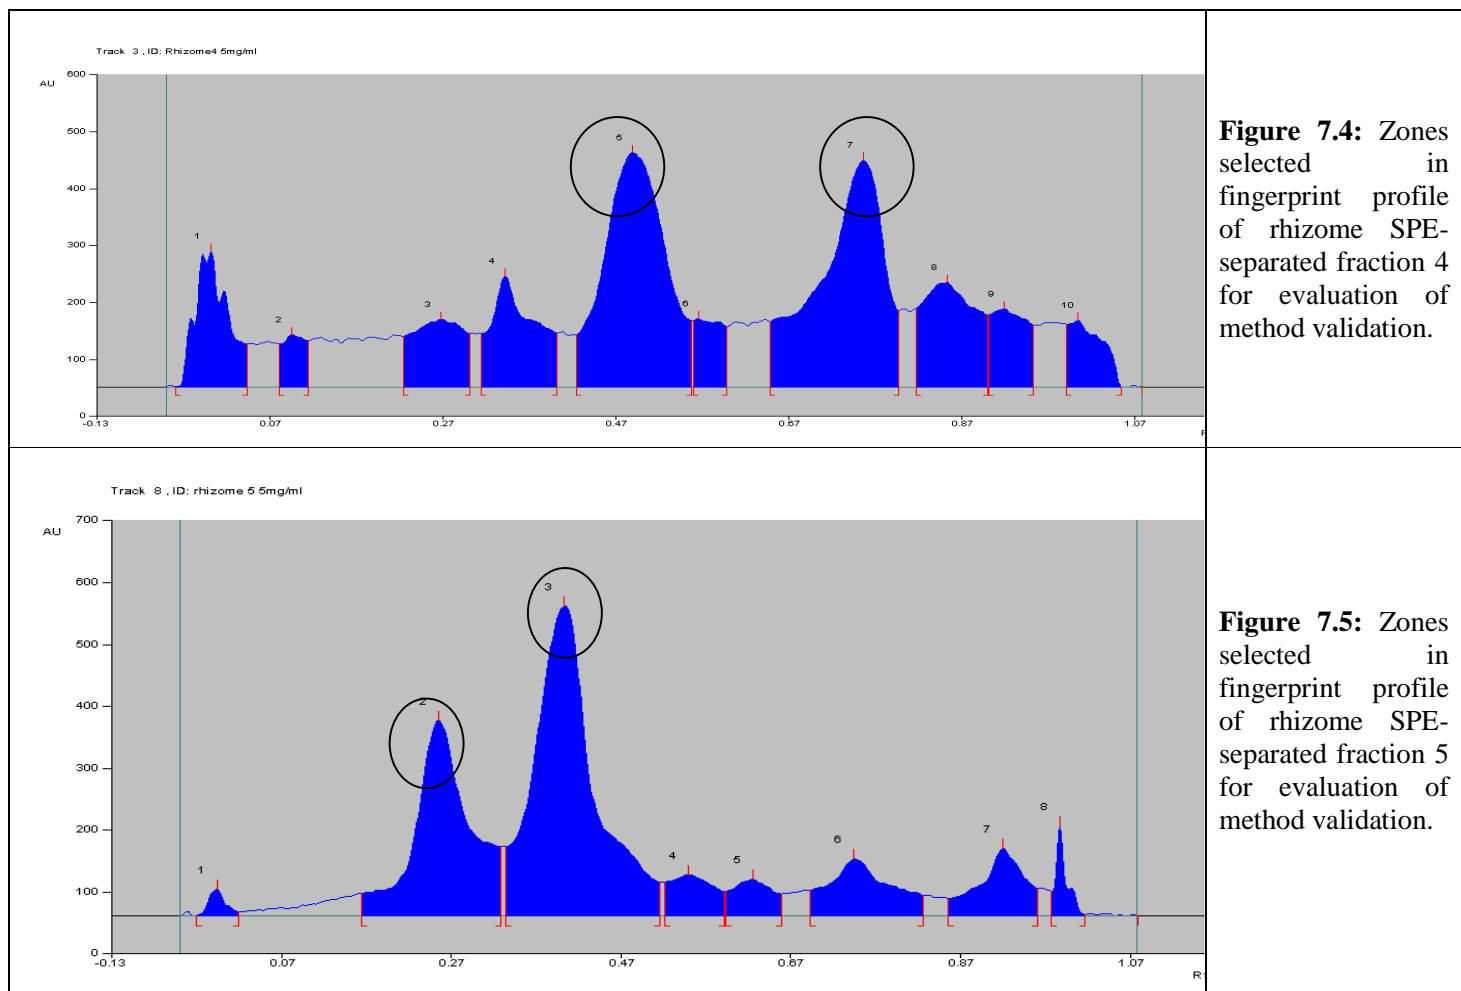 Track 3 , ID: Rhizome4 5mg/ml
AU
600
500
400
300
200
100
0
1
2
3
4
5
6
7
8
9
10
-0.13
0.07
0.27
0.47
0.67
0.87
1.07
Figure 7.4: Zones
selected in
fingerprint profile
of rhizome SPE-
separated fraction 4
for evaluation of
method validation.
Track 8 , ID: rhizome 5 5mg/ml
AU
700
600
500
400
300
200
100
0
1
2
3
4
5
6
7
8
-0.13
0.07
0.27
0.47
0.67
0.87
1.07
Figure 7.5: Zones
selected in
fingerprint profile
of rhizome SPE-
separated fraction 5
for evaluation of
method validation.